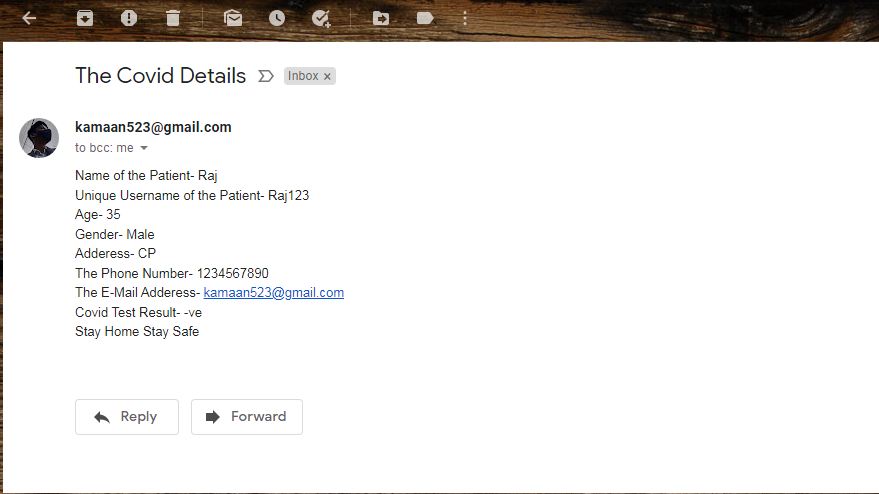 The Covid Details
Inbox x
kamaan523@gmail.com
to bcc: me
Name of the Patient- Raj
Unique Username of the Patient- Raj123
Age- 35
Gender- Male
Adderess- CP
The Phone Number- 1234567890
The E-Mail Adderess- kamaan523@gmail.com
Covid Test Result- -ve
Stay Home Stay Safe
Reply
Forward